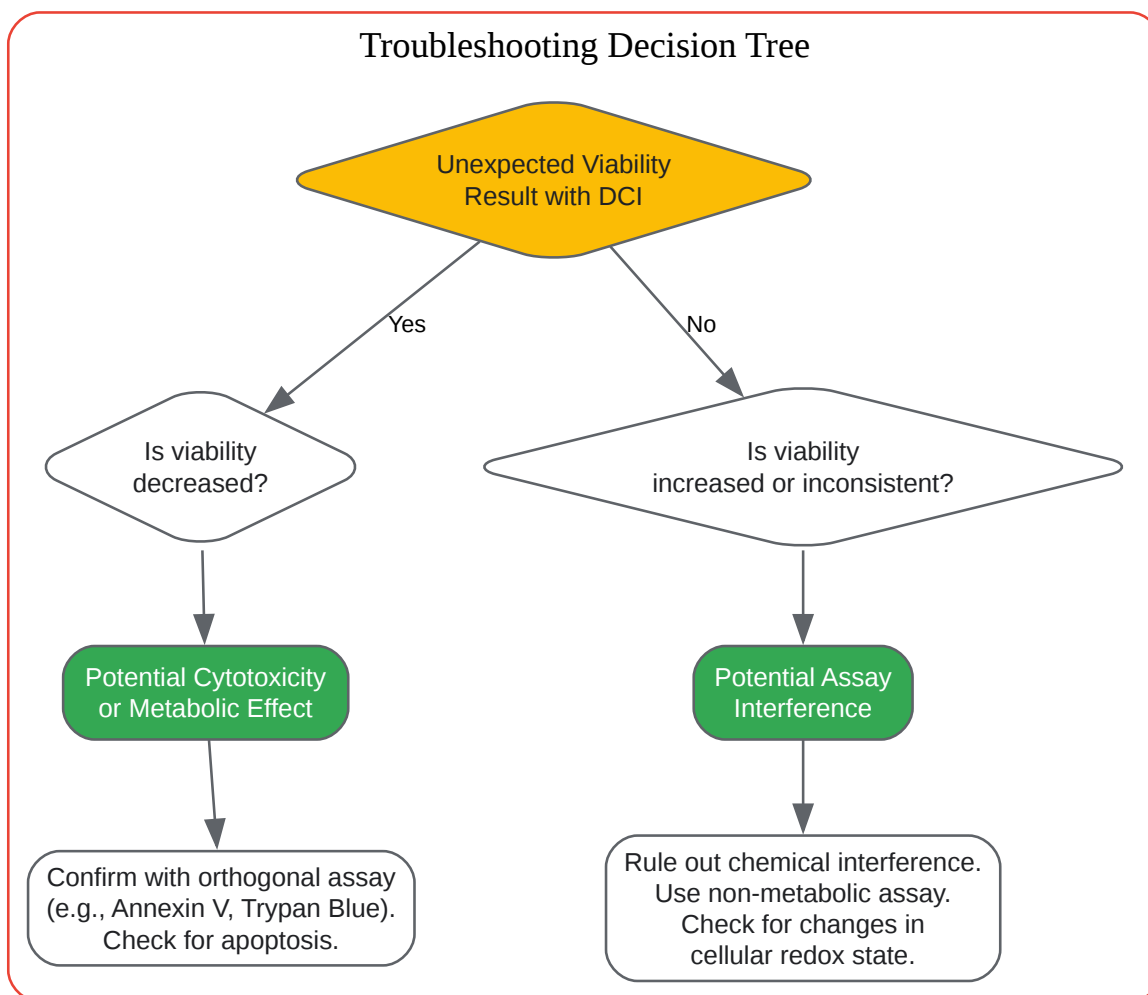 Troubleshooting Decision Tree
Unexpected Viability
Result with DCI
Yes
No
Is viability
decreased?
Is viability
increased or inconsistent?
Potential Cytotoxicity
or Metabolic Effect
Potential Assay
Interference
Confirm with orthogonal assay
(e.g., Annexin V, Trypan Blue).
Check for apoptosis.
Rule out chemical interference.
Use non-metabolic assay.
Check for changes in
cellular redox state.